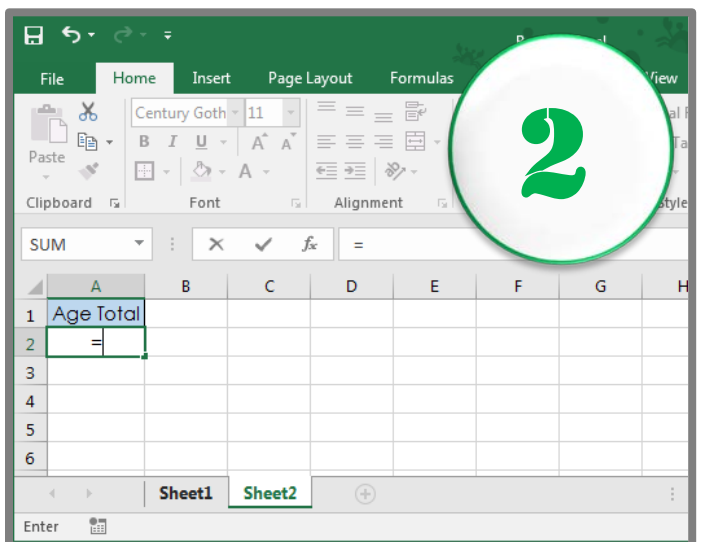 File Home Insert Page Layout Formulas View
Century Goth 11
B I U A A
Paste
A
Clipboard Font Alignment
SUM fx =
A B C D E F G H
1 Age Total
2 =
3
4
5
6
Sheet1 Sheet2
Enter
2